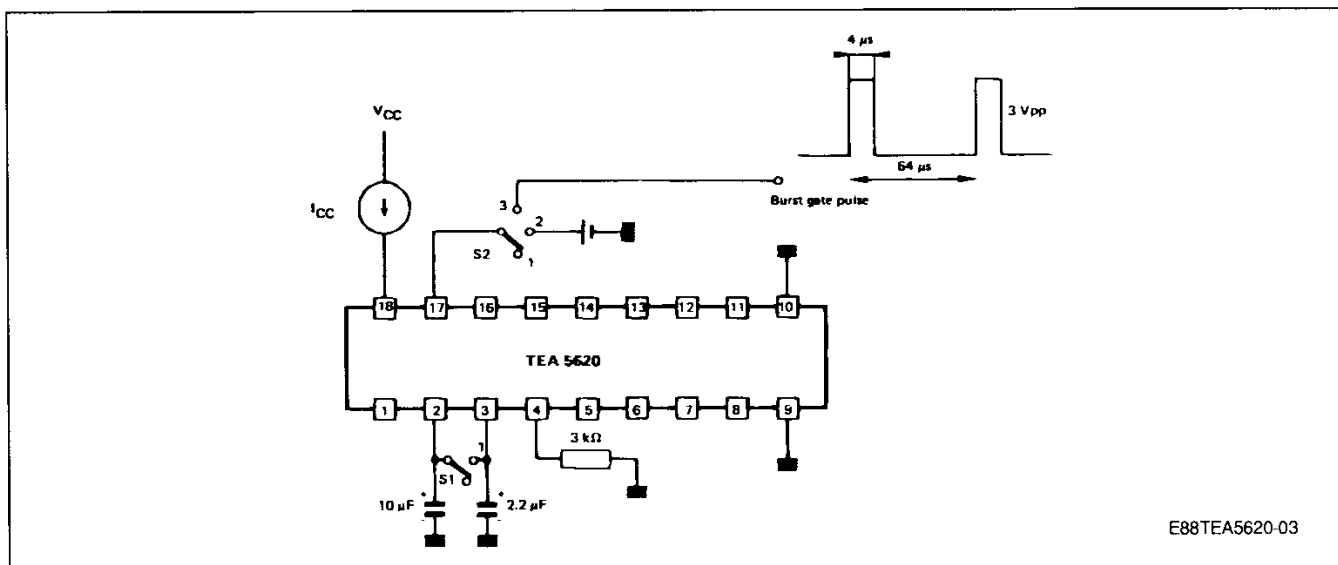 4 µs
VCC
3 Vpp
64 µs
ICC
3
2
Burst gate pulse
S2
1
18 17 16 15 14 13 12 11 10
TEA 5620
1 2 3 4 5 6 7 8 9
3 kΩ
1
S1
10 µF
+
+
2.2 µF
E88TEA5620-03